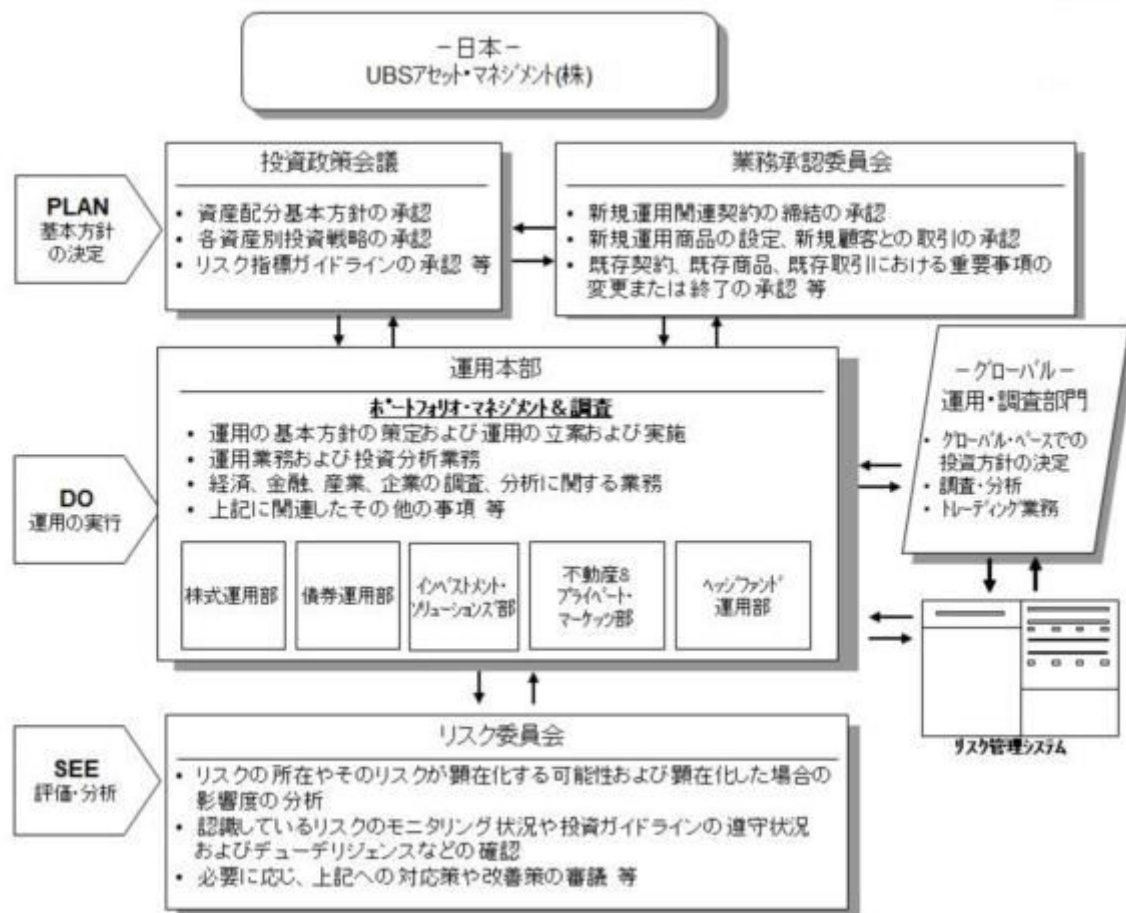 －日本－
UBSアセット・マネジメント(株)
PLAN
基本方針
の決定
投資政策会議
• 資産配分基本方針の承認
• 各資産別投資戦略の承認
• リスク指標ガイドラインの承認 等
業務承認委員会
• 新規運用関連契約の締結の承認
• 新規運用商品の設定、新規顧客との取引の承認
• 既存契約、既存商品、既存取引における重要事項の
変更または終了の承認 等
DO
運用の実行
運用本部
ポートフォリオ・マネジメント＆調査
• 運用の基本方針の策定および運用の立案および実施
• 運用業務および投資分析業務
• 経済、金融、産業、企業の調査、分析に関する業務
• 上記に関連したその他の事項 等
株式運用部
債券運用部
インベストメント・
ソリューションズ部
不動産＆
プライベート・
マーケッツ部
ヘッジファンド
運用部
－グローバル－
運用・調査部門
• グローバル・ベースでの
投資方針の決定
• 調査・分析
• トレーディング業務
リスク管理システム
SEE
評価・分析
リスク委員会
• リスクの所在やそのリスクが顕在化する可能性および顕在化した場合の
影響度の分析
• 認識しているリスクのモニタリング状況や投資ガイドラインの遵守状況
およびデューデリジェンスなどの確認
• 必要に応じ、上記への対応策や改善策の審議 等